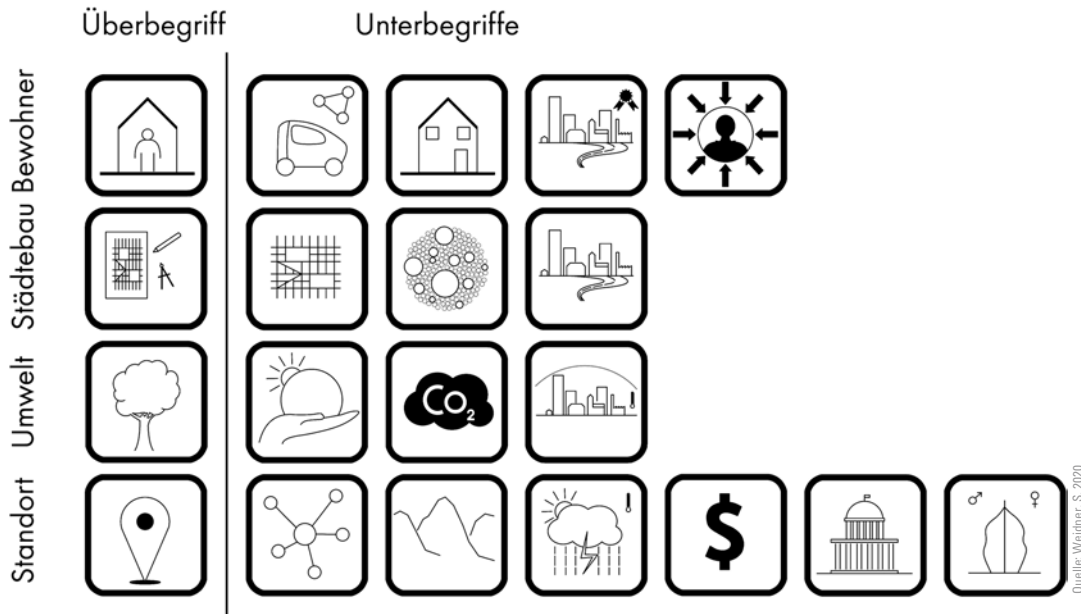 Überbegriff
Unterbegriffe
Bewohner
Städtebau
Umwelt
Co2
Standort
$
Quelle: Weidner, S. 2020